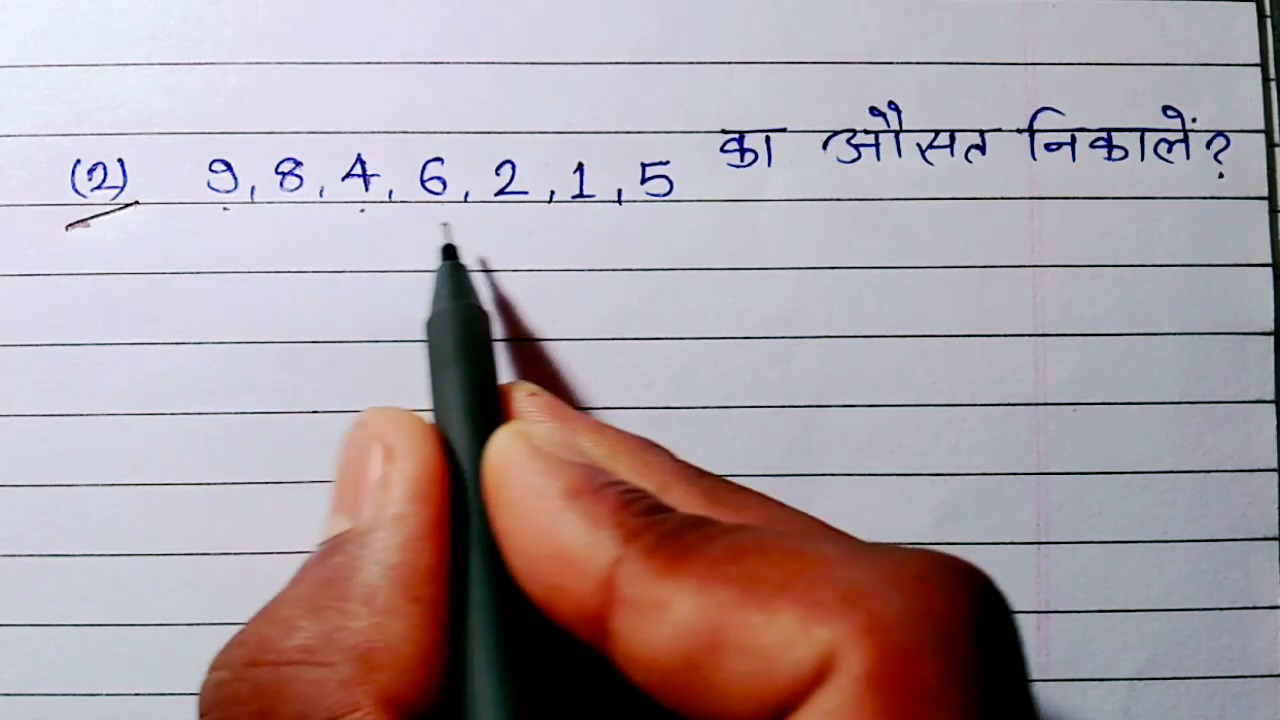 (2) 9, 8, 4, 6, 2, 1, 5 का औसत निकालें?